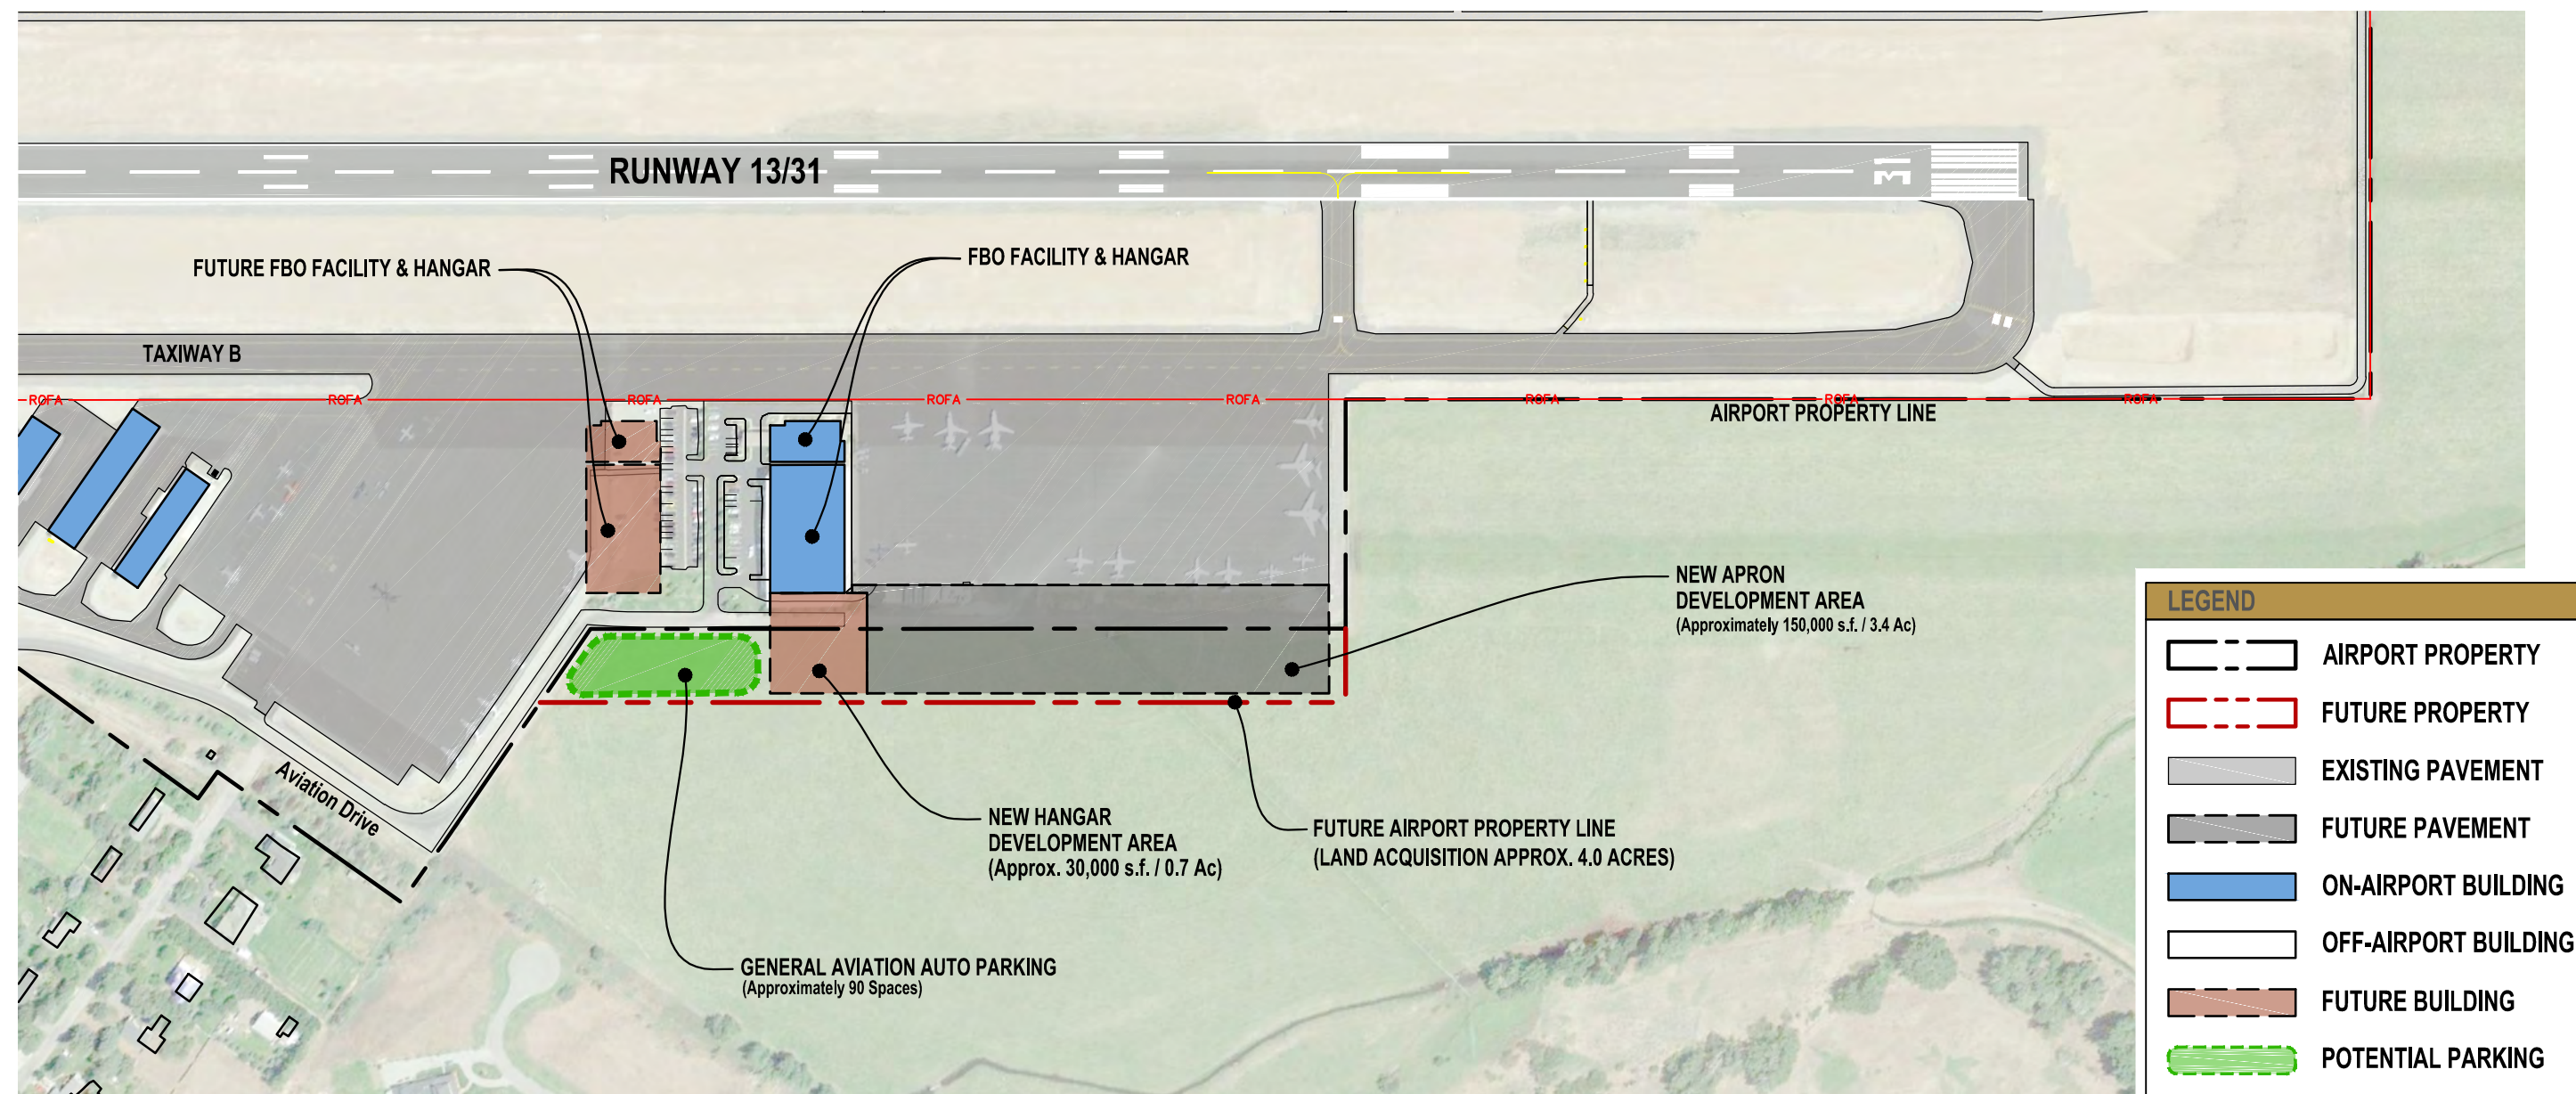 RUNWAY 13/31
31
FUTURE FBO FACILITY & HANGAR
FBO FACILITY & HANGAR
TAXIWAY B
ROFA
ROFA
ROFA
ROFA
ROFA
ROFA
ROFA
ROFA
AIRPORT PROPERTY LINE
NEW APRON
DEVELOPMENT AREA
(Approximately 150,000 s.f. / 3.4 Ac)
Aviation Drive
NEW HANGAR
DEVELOPMENT AREA
(Approx. 30,000 s.f. / 0.7 Ac)
FUTURE AIRPORT PROPERTY LINE
(LAND ACQUISITION APPROX. 4.0 ACRES)
GENERAL AVIATION AUTO PARKING
(Approximately 90 Spaces)
LEGEND
AIRPORT PROPERTY
FUTURE PROPERTY
EXISTING PAVEMENT
FUTURE PAVEMENT
ON-AIRPORT BUILDING
OFF-AIRPORT BUILDING
FUTURE BUILDING
POTENTIAL PARKING